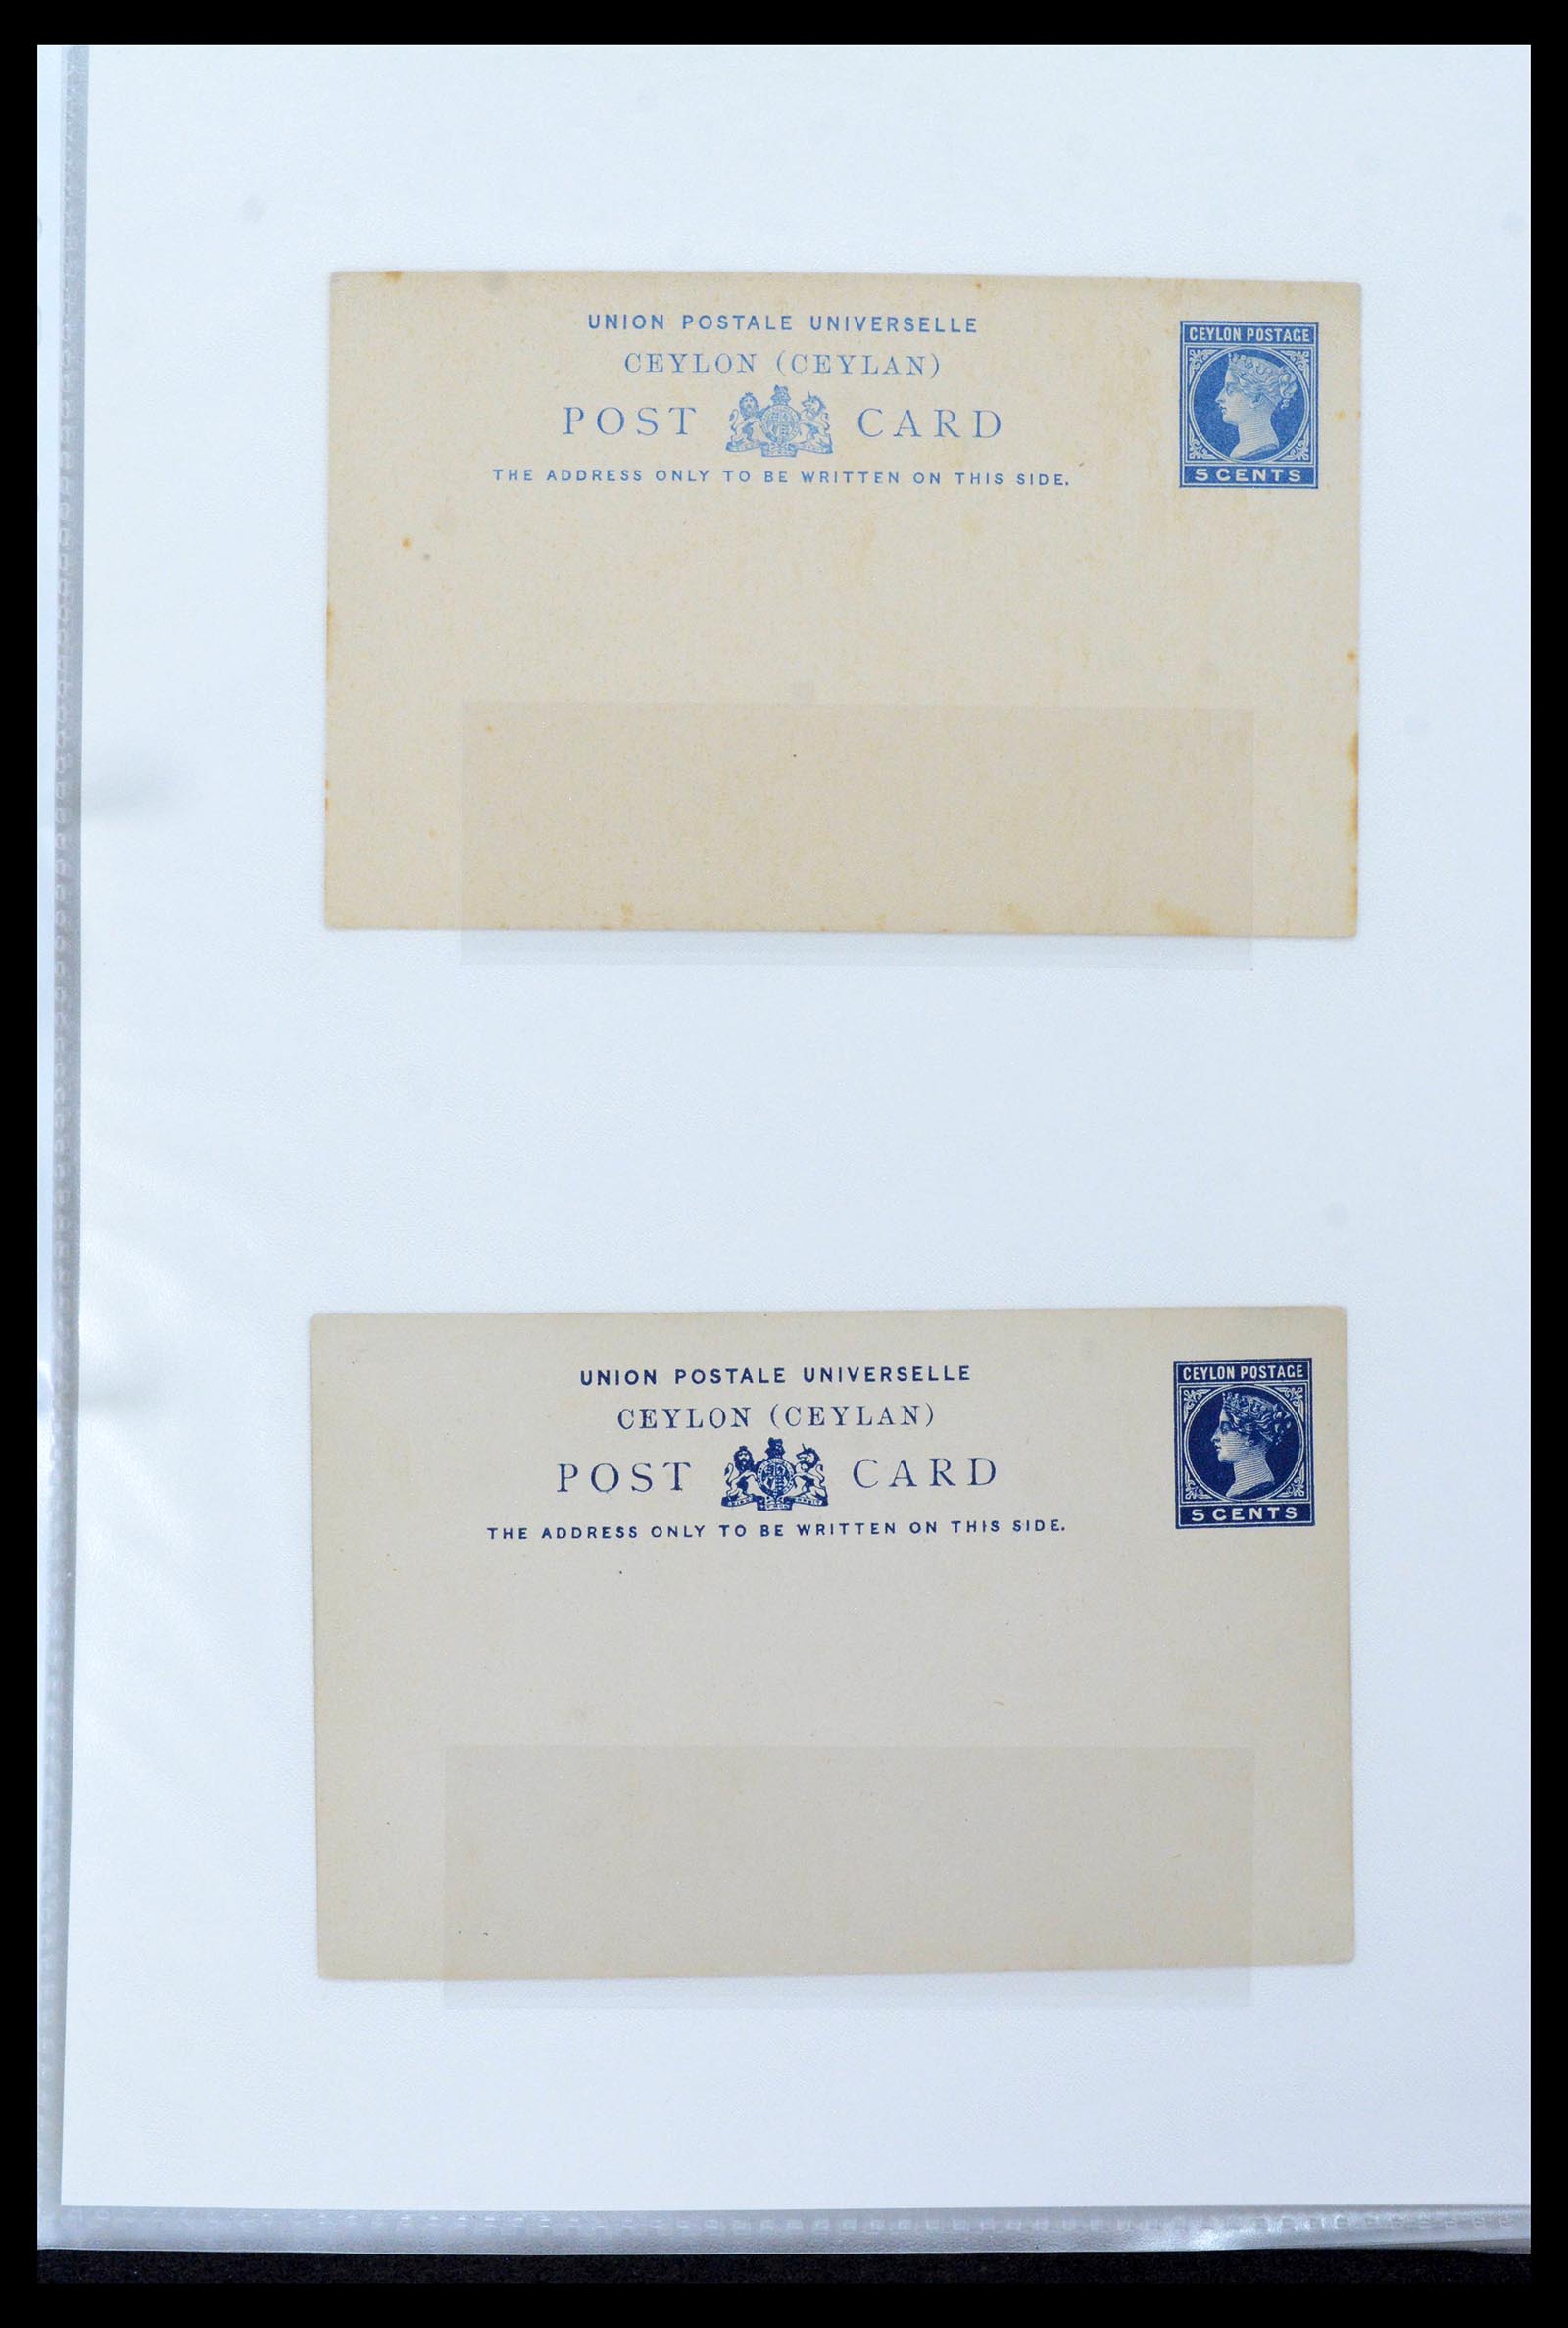 UNION POSTALE UNIVERSELLE
CEYLON (CEYLAN)
POST CARD
THE ADDRESS ONLY TO BE WRITTEN ON THIS SIDE.
CEYLON POSTAGE
5 CENTS
UNION POSTALE UNIVERSELLE
CEYLON (CEYLAN)
POST CARD
THE ADDRESS ONLY TO BE WRITTEN ON THIS SIDE.
CEYLON POSTAGE
5 CENTS